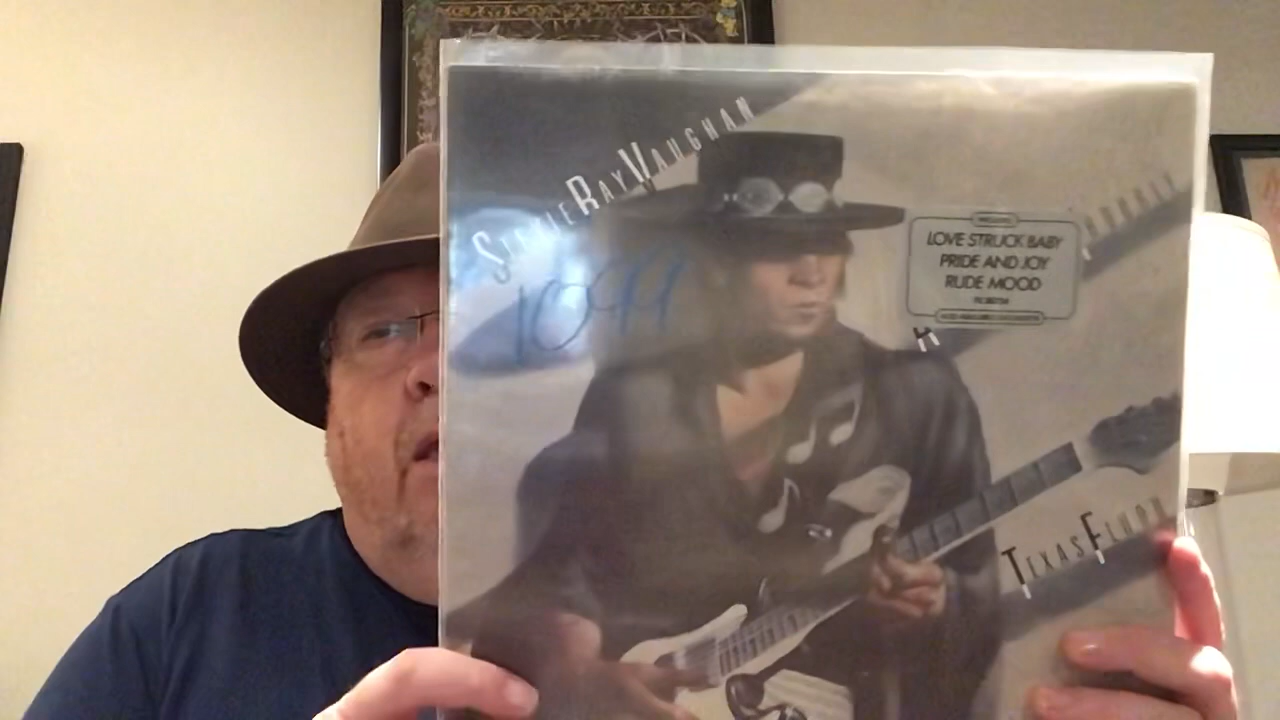 STEVIE RAY VAUGHAN
1099
LOVE STRUCK BABY
PRIDE AND JOY
RUDE MOOD
TEXAS FLOOD